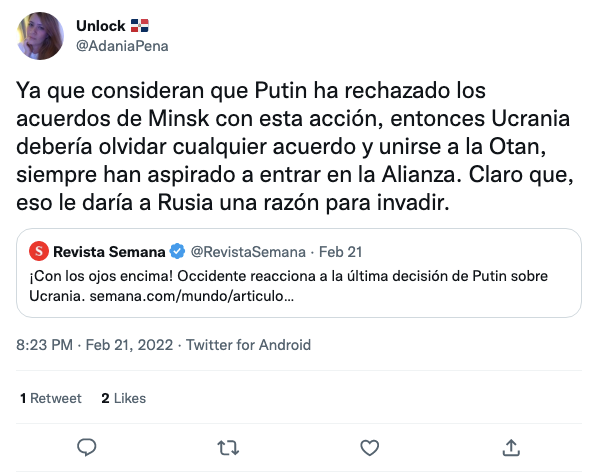 Unlock 🇩🇴
@AdaniaPena
Ya que consideran que Putin ha rechazado los
acuerdos de Minsk con esta acción, entonces Ucrania
debería olvidar cualquier acuerdo y unirse a la Otan,
siempre han aspirado a entrar en la Alianza. Claro que,
eso le daría a Rusia una razón para invadir.
S Revista Semana @RevistaSemana · Feb 21
¡Con los ojos encima! Occidente reacciona a la última decisión de Putin sobre
Ucrania. semana.com/mundo/articulo…
8:23 PM · Feb 21, 2022 · Twitter for Android
1 Retweet 2 Likes